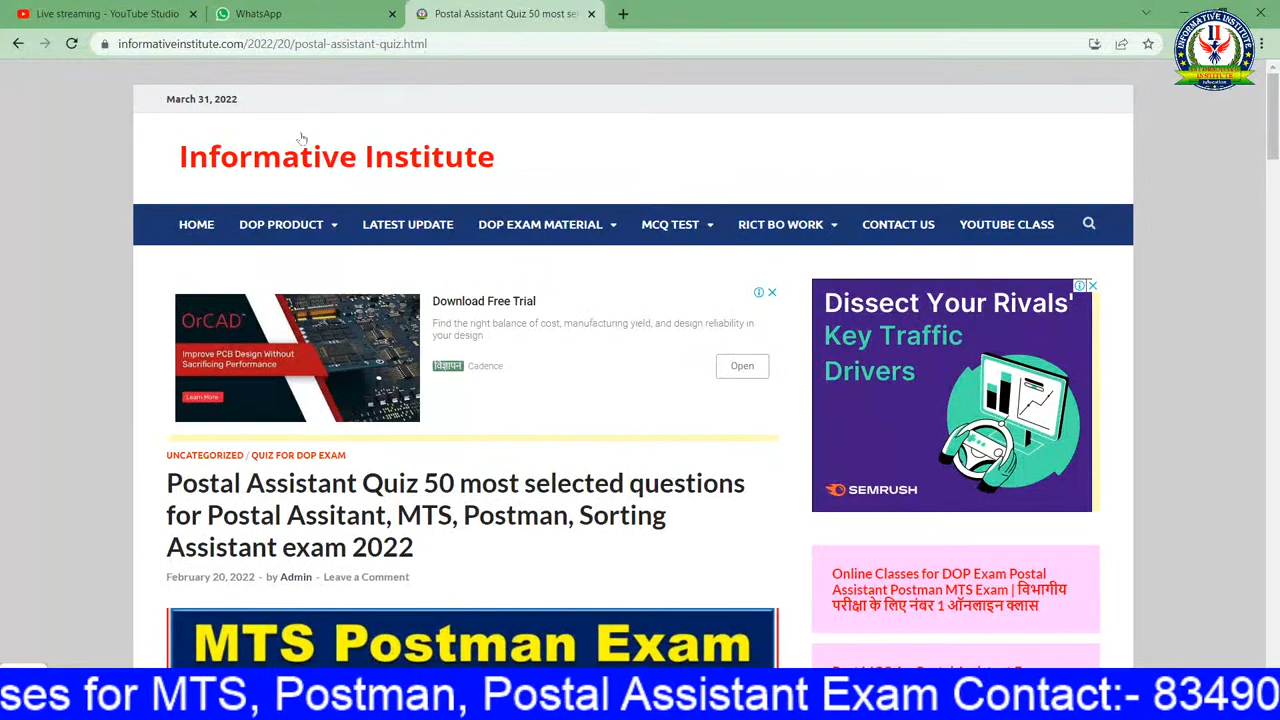 Live streaming - YouTube Studio
WhatsApp
Postal Assistant Quiz 50 most sel
informativeinstitute.com/2022/20/postal-assistant-quiz.html
INFORMATIVE INSTITUTE
March 31, 2022
Informative Institute
HOME
DOP PRODUCT
LATEST UPDATE
DOP EXAM MATERIAL
MCQ TEST
RICT BO WORK
CONTACT US
YOUTUBE CLASS
OrCAD
Improve PCB Design Without
Sacrificing Performance
Learn More
Download Free Trial
Find the right balance of cost, manufacturing yield, and design reliability in
your design
विज्ञापन Cadence
Open
Dissect Your Rivals'
Key Traffic
Drivers
SEMRUSH
UNCATEGORIZED / QUIZ FOR DOP EXAM
Postal Assistant Quiz 50 most selected questions
for Postal Assitant, MTS, Postman, Sorting
Assistant exam 2022
February 20, 2022 - by Admin - Leave a Comment
MTS Postman Exam
Online Classes for DOP Exam Postal
Assistant Postman MTS Exam | विभागीय
परीक्षा के लिए नंबर 1 ऑनलाइन क्लास
ses for MTS, Postman, Postal Assistant Exam Contact:- 83490